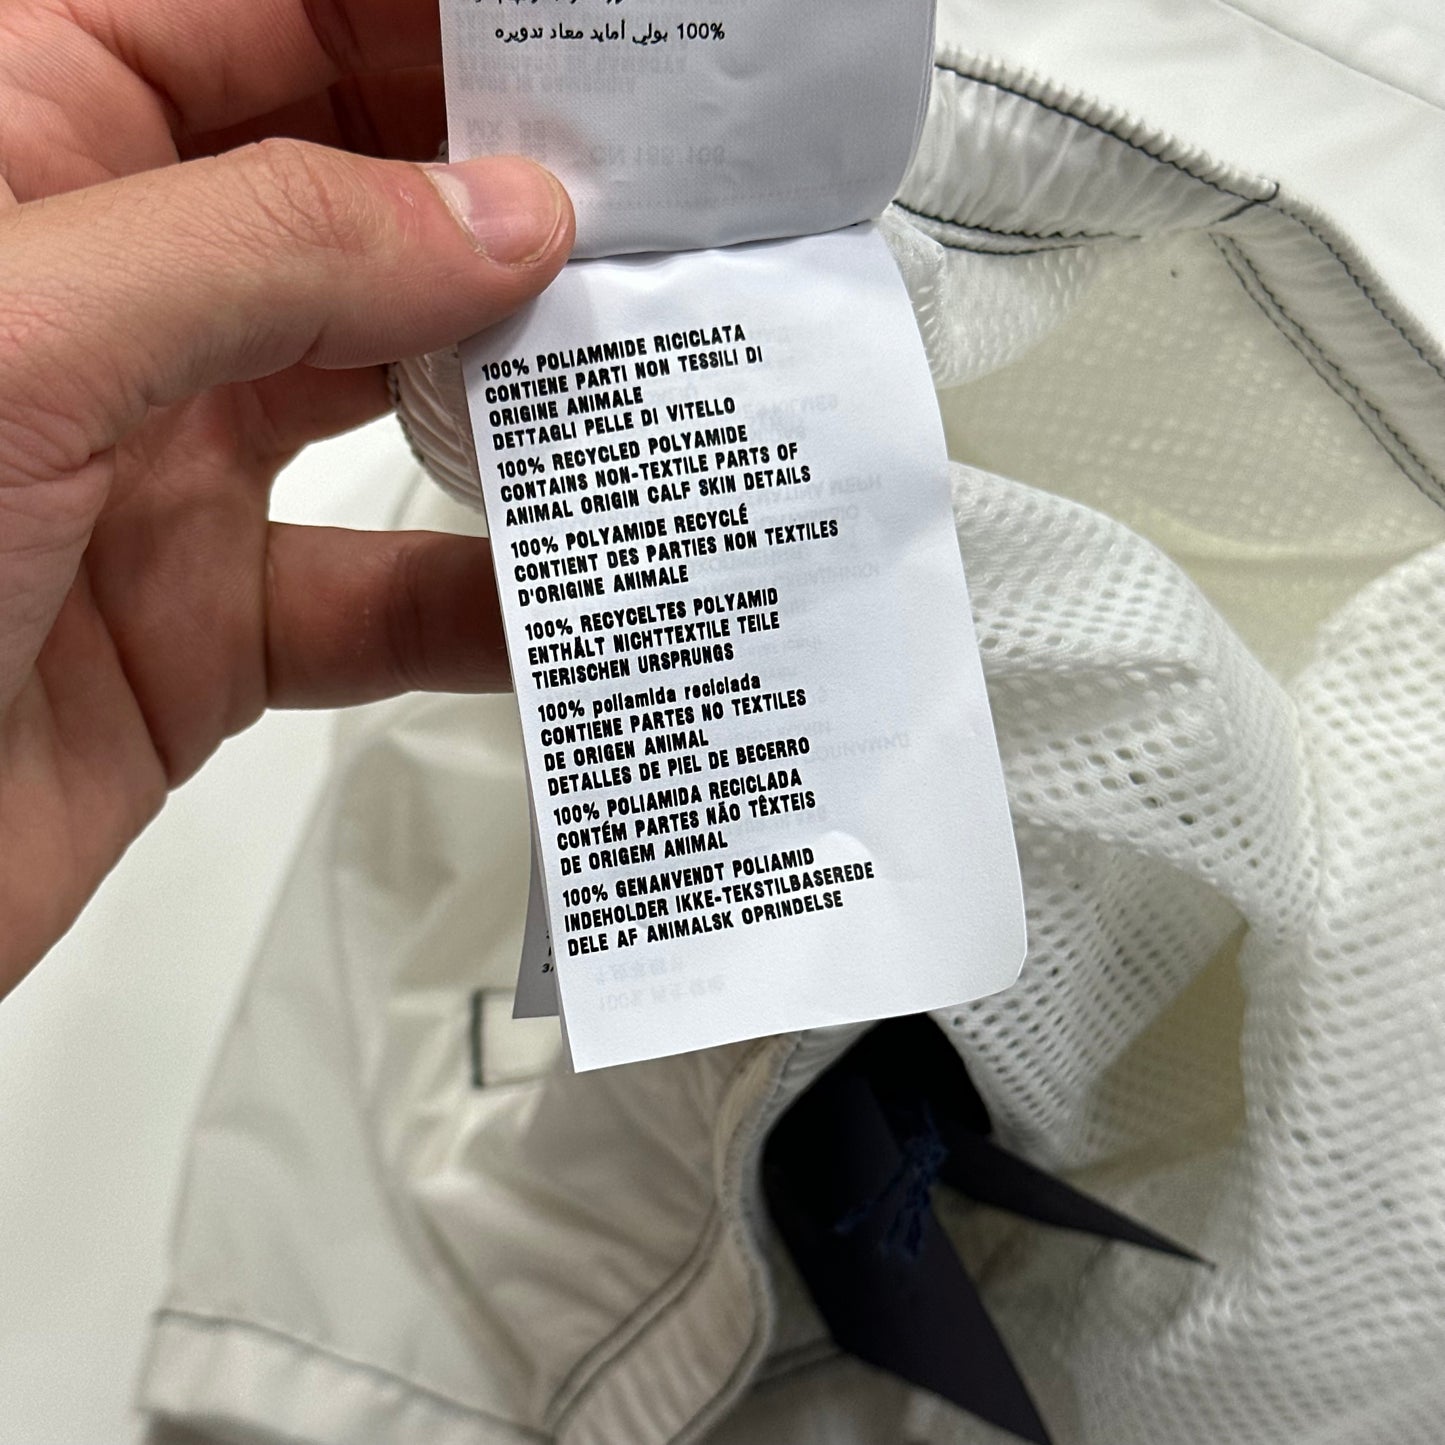 100% بولي أمايد معاد تدويره
100% POLIAMMIDE RICICLATA
CONTIENE PARTI NON TESSILI DI
ORIGINE ANIMALE
DETTAGLI PELLE DI VITELLO
100% RECYCLED POLYAMIDE
CONTAINS NON-TEXTILE PARTS OF
ANIMAL ORIGIN CALF SKIN DETAILS
100% POLYAMIDE RECYCLÉ
CONTIENT DES PARTIES NON TEXTILES
D'ORIGINE ANIMALE
100% RECYCELTES POLYAMID
ENTHÄLT NICHTTEXTILE TEILE
TIERISCHEN URSPRUNGS
100% poliamida reciclada
CONTIENE PARTES NO TEXTILES
DE ORIGEN ANIMAL
DETALLES DE PIEL DE BECERRO
100% POLIAMIDA RECICLADA
CONTÉM PARTES NÃO TÊXTEIS
DE ORIGEM ANIMAL
100% GENANVENDT POLIAMID
INDEHOLDER IKKE-TEKSTILBASEREDE
DELE AF ANIMALSK OPRINDELSE